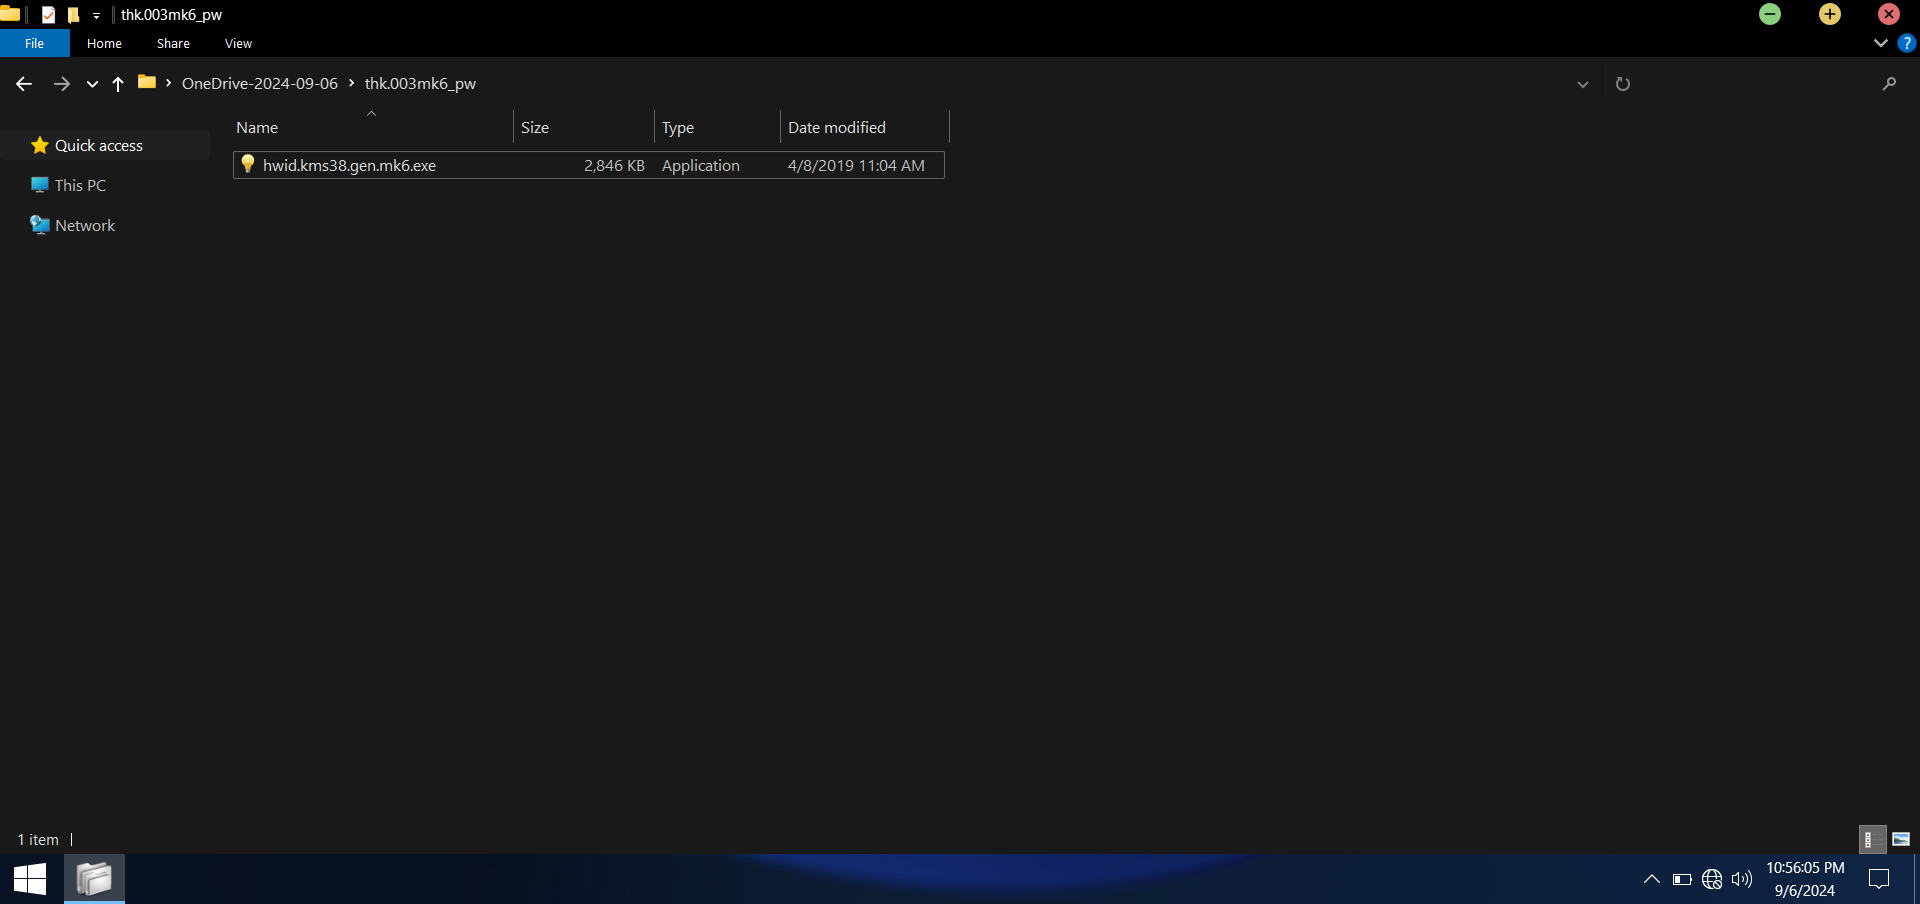 thk.003mk6_pw
File Home Share View
OneDrive-2024-09-06 thk.003mk6_pw
Name Size Type Date modified
Quick access
hwid.kms38.gen.mk6.exe 2,846 KB Application 4/8/2019 11:04 AM
This PC
Network
1 item
10:56:05 PM
9/6/2024